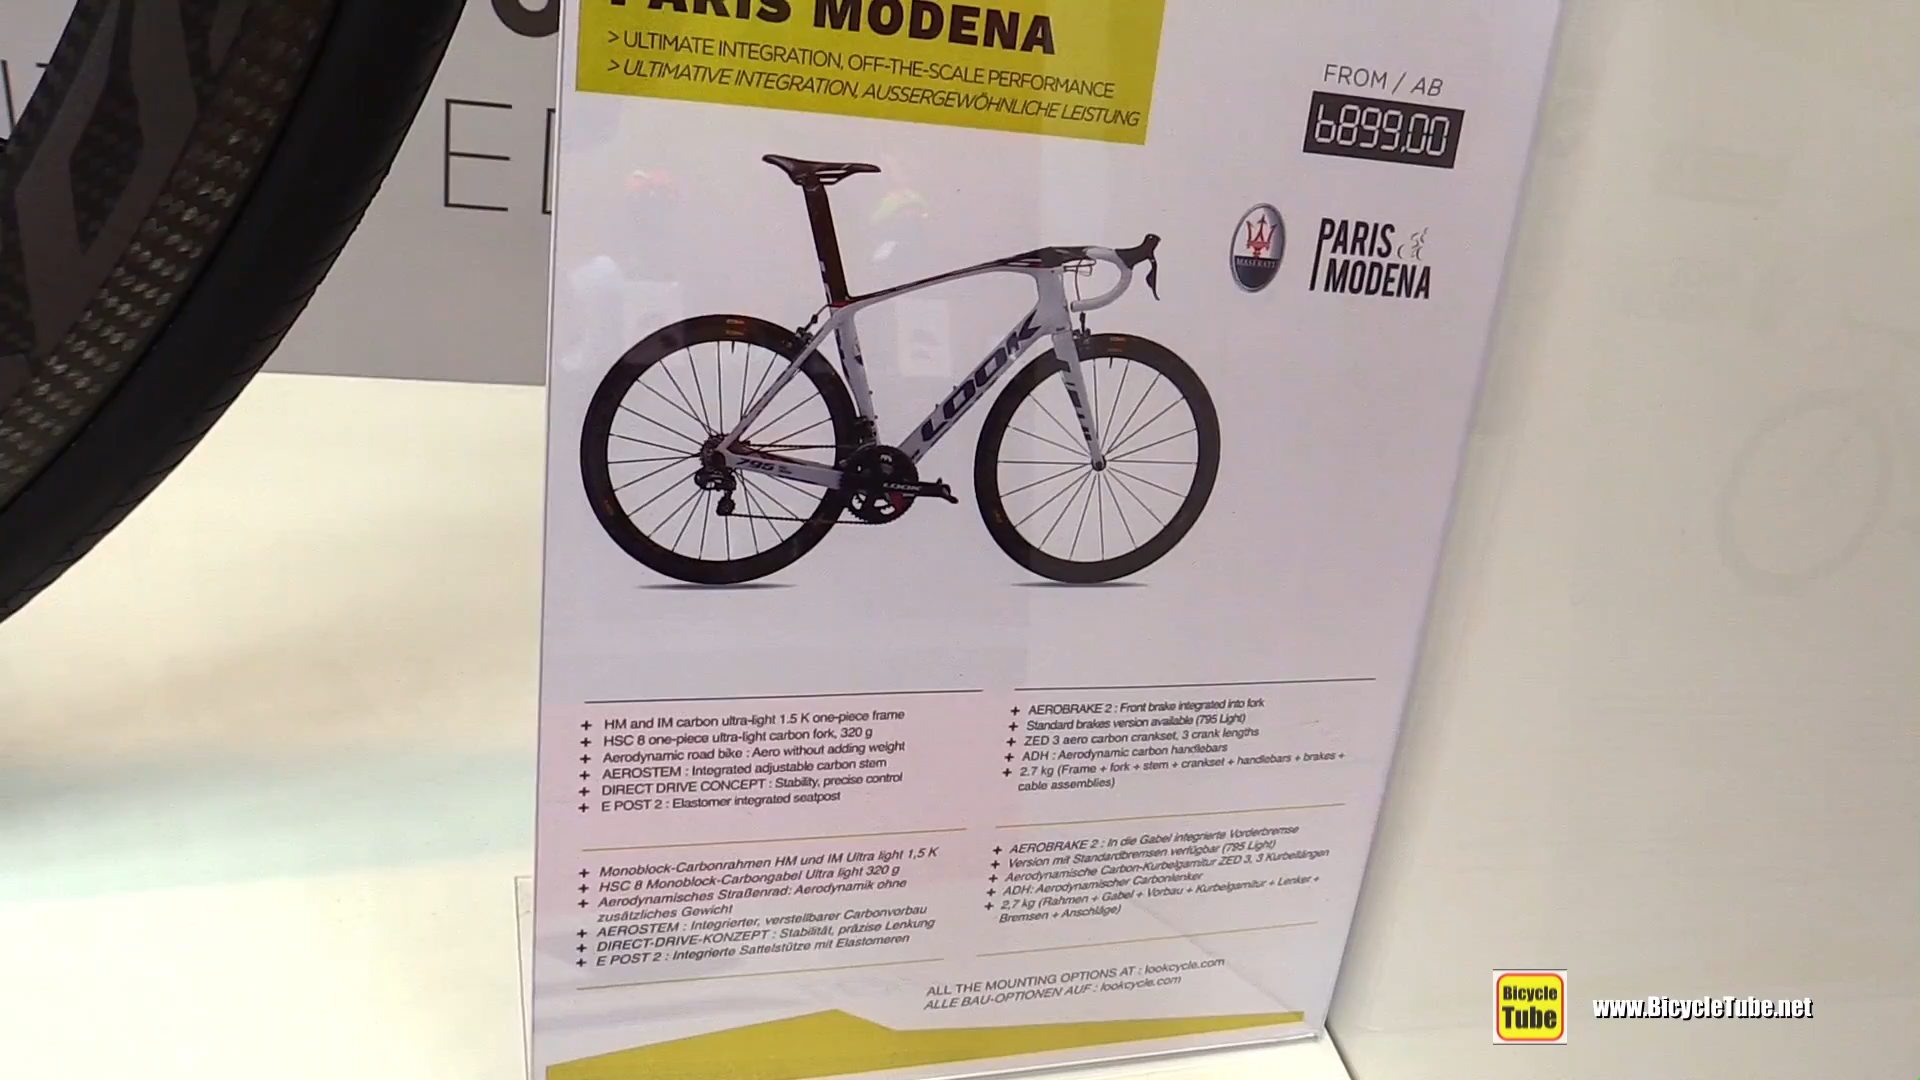 PARIS MODENA
> ULTIMATE INTEGRATION, OFF-THE-SCALE PERFORMANCE
> ULTIMATIVE INTEGRATION, AUSSERGEWÖHNLICHE LEISTUNG
FROM / AB
6899,00
MASERATI
PARIS
MODENA
LOOK
795
LOOK
+ HM and IM carbon ultra-light 1.5 K one-piece frame
+ HSC 8 one-piece ultra-light carbon fork, 320 g
+ Aerodynamic road bike : Aero without adding weight
+ AEROSTEM : Integrated adjustable carbon stem
+ DIRECT DRIVE CONCEPT : Stability, precise control
+ E POST 2 : Elastomer integrated seatpost
+ AEROBRAKE 2 : Front brake integrated into fork
+ Standard brakes version available (795 Light)
+ ZED 3 aero carbon crankset, 3 crank lengths
+ ADH : Aerodynamic carbon handlebars
+ 2.7 kg (Frame + fork + stem + crankset + handlebars + brakes +
cable assemblies)
+ Monoblock-Carbonrahmen HM und IM Ultra light 1,5 K
+ HSC 8 Monoblock-Carbongabel Ultra light 320 g
+ Aerodynamisches Straßenrad: Aerodynamik ohne
zusätzliches Gewicht
+ AEROSTEM : Integrierter, verstellbarer Carbonvorbau
+ DIRECT-DRIVE-KONZEPT : Stabilität, präzise Lenkung
+ E POST 2 : Integrierte Sattelstütze mit Elastomeren
+ AEROBRAKE 2 : In die Gabel integrierte Vorderbremse
+ Version mit Standardbremsen verfügbar (795 Light)
+ Aerodynamische Carbon-Kurbelgarnitur ZED 3, 3 Kurbellängen
+ ADH: Aerodynamischer Carbonlenker
+ 2,7 kg (Rahmen + Gabel + Vorbau + Kurbelgarnitur + Lenker +
Bremsen + Anschläge)
ALL THE MOUNTING OPTIONS AT : lookcycle.com
ALLE BAU-OPTIONEN AUF : lookcycle.com
Bicycle
Tube
www.BicycleTube.net